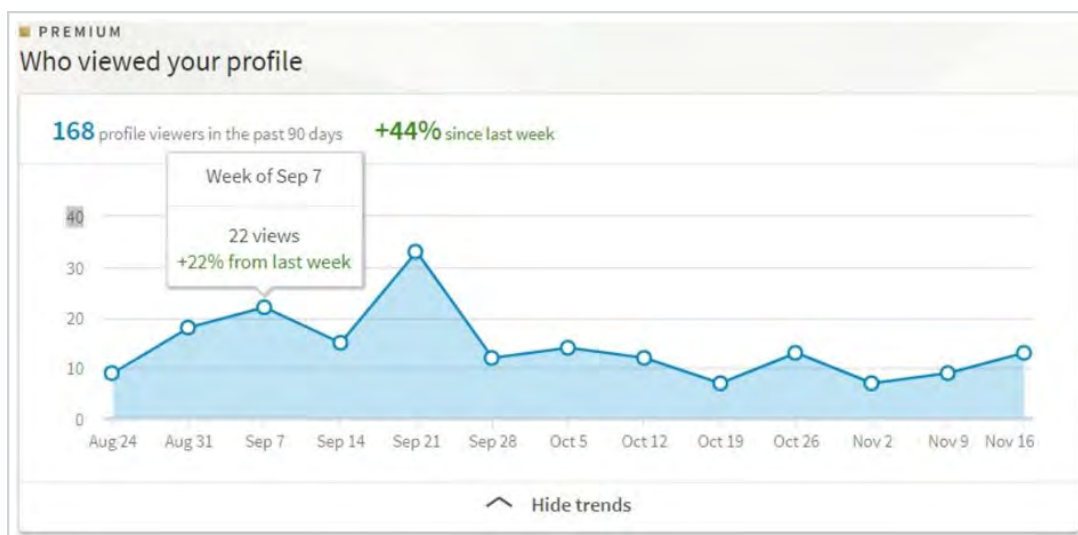 PREMIUM
Who viewed your profile
168 profile viewers in the past 90 days +44% since last week
Week of Sep 7
22 views
+22% from last week
40
30
20
10
0
Aug 24 Aug 31 Sep 7 Sep 14 Sep 21 Sep 28 Oct 5 Oct 12 Oct 19 Oct 26 Nov 2 Nov 9 Nov 16
Hide trends